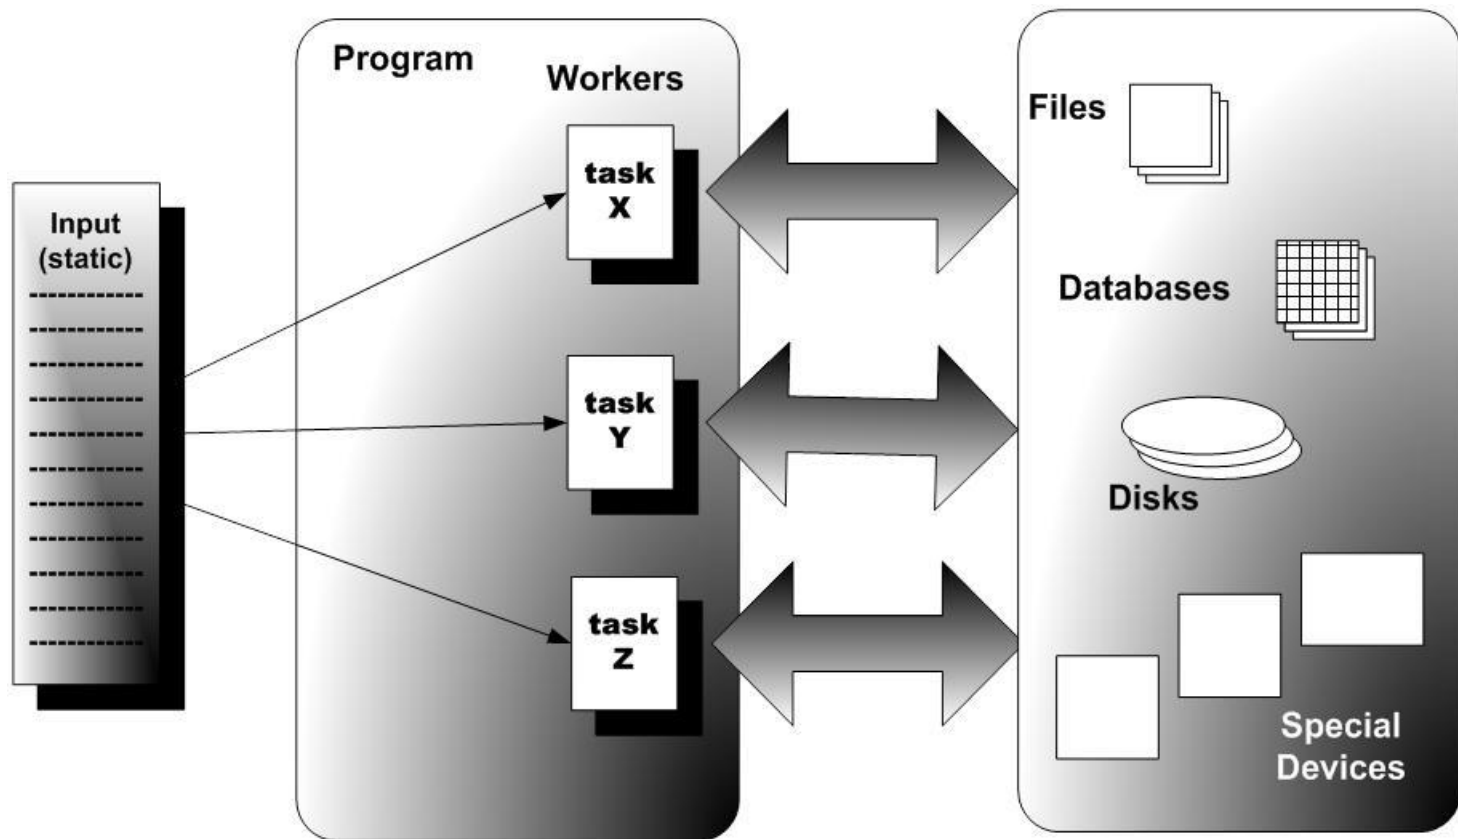 Input
(static)
Program
Workers
task
X
task
Y
task
Z
Files
Databases
Disks
Special
Devices